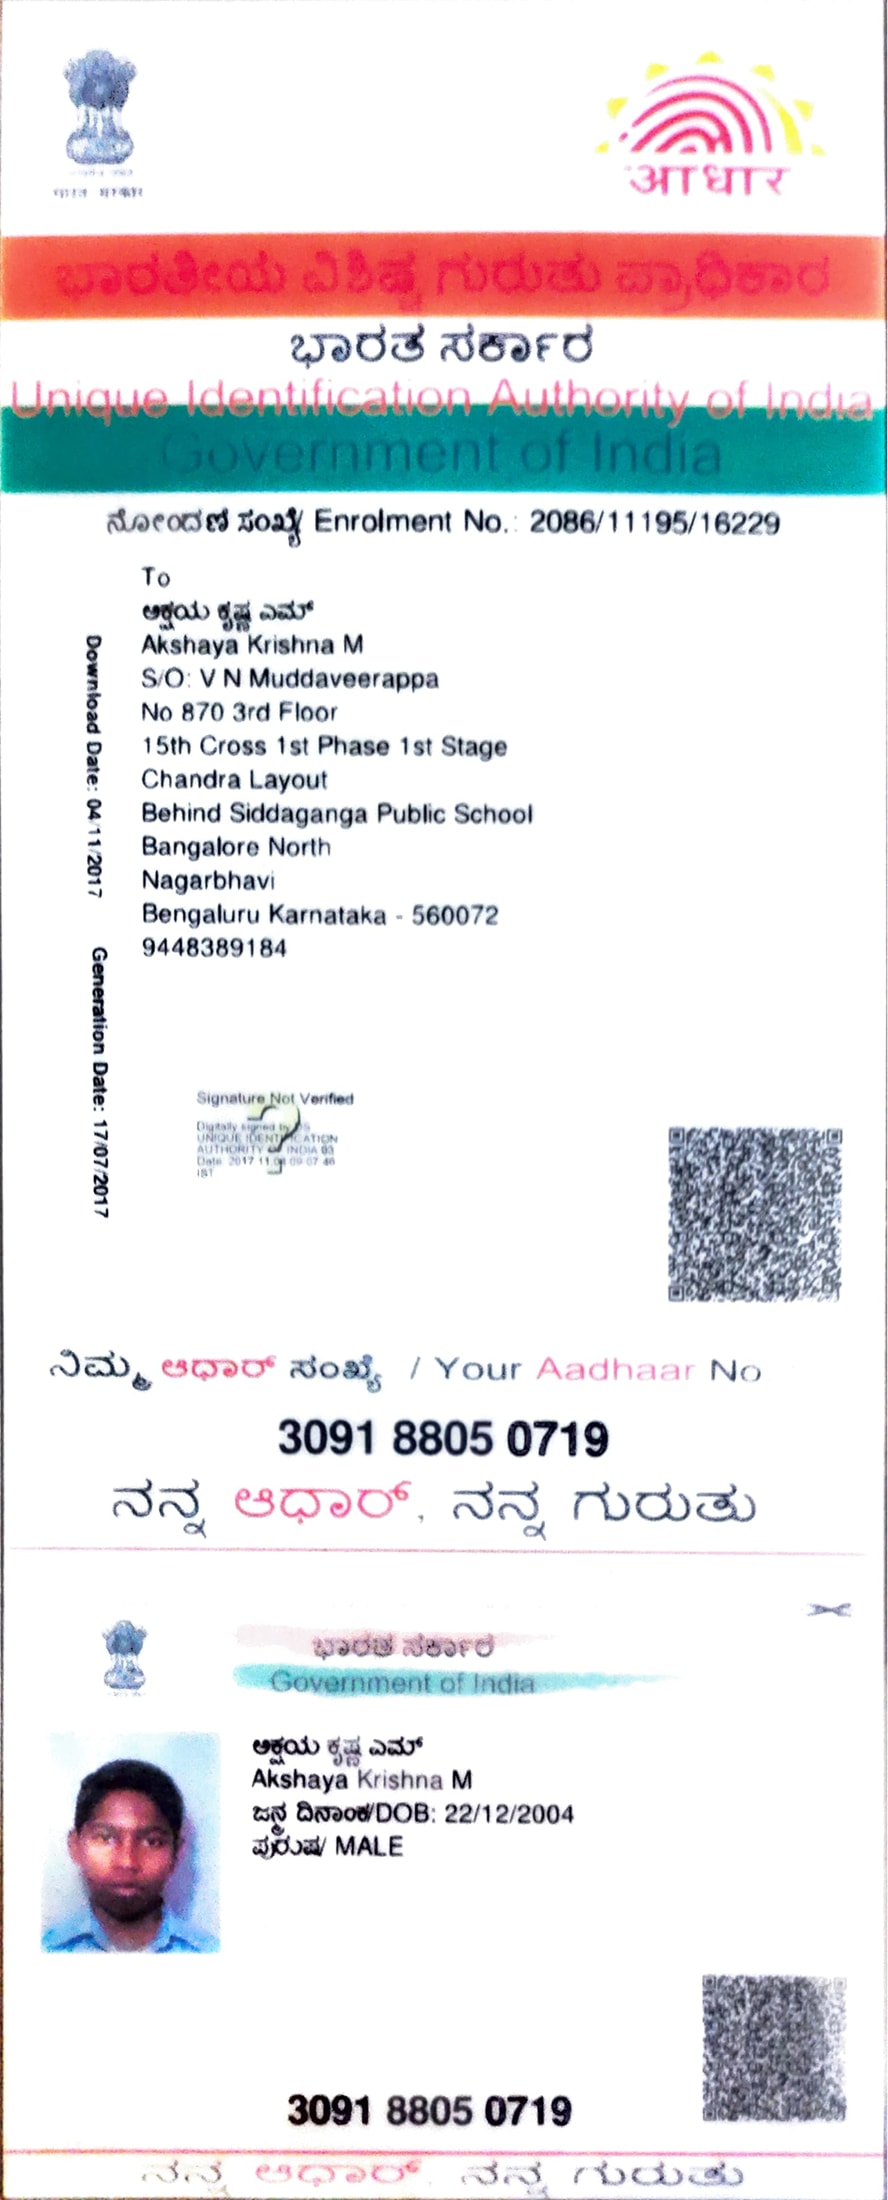 भारत सरकार
आधार
ಭಾರತೀಯ ವಿಶಿಷ್ಟ ಗುರುತು ಪ್ರಾಧಿಕಾರ
ಭಾರತ ಸರ್ಕಾರ
Unique Identification Authority of India
Government of India
ನೋಂದಣಿ ಸಂಖ್ಯೆ/ Enrolment No.: 2086/11195/16229
To
ಅಕ್ಷಯ ಕೃಷ್ಣ ಎಮ್
Akshaya Krishna M
S/O: V N Muddaveerappa
No 870 3rd Floor
15th Cross 1st Phase 1st Stage
Chandra Layout
Behind Siddaganga Public School
Bangalore North
Nagarbhavi
Bengaluru Karnataka - 560072
9448389184
Download Date: 04/11/2017 Generation Date: 17/07/2017
Signature Not Verified
Digitally signed by DS
UNIQUE IDENTIFICATION
AUTHORITY OF INDIA 03
Date: 2017.11.04 09:07:46
IST
ನಿಮ್ಮ ಆಧಾರ್ ಸಂಖ್ಯೆ / Your Aadhaar No
3091 8805 0719
ನನ್ನ ಆಧಾರ್, ನನ್ನ ಗುರುತು
ಭಾರತ ಸರ್ಕಾರ
Government of India
ಅಕ್ಷಯ ಕೃಷ್ಣ ಎಮ್
Akshaya Krishna M
ಜನ್ಮ ದಿನಾಂಕ/DOB: 22/12/2004
ಪುರುಷ/ MALE
3091 8805 0719
ನನ್ನ ಆಧಾರ್, ನನ್ನ ಗುರುತು